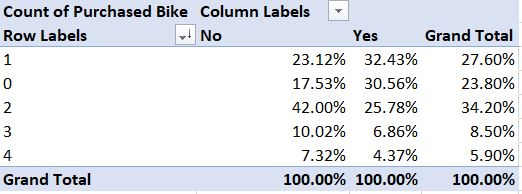 Count of Purchased Bike Column Labels
Row Labels No Yes Grand Total
1 23.12% 32.43% 27.60%
0 17.53% 30.56% 23.80%
2 42.00% 25.78% 34.20%
3 10.02% 6.86% 8.50%
4 7.32% 4.37% 5.90%
Grand Total 100.00% 100.00% 100.00%